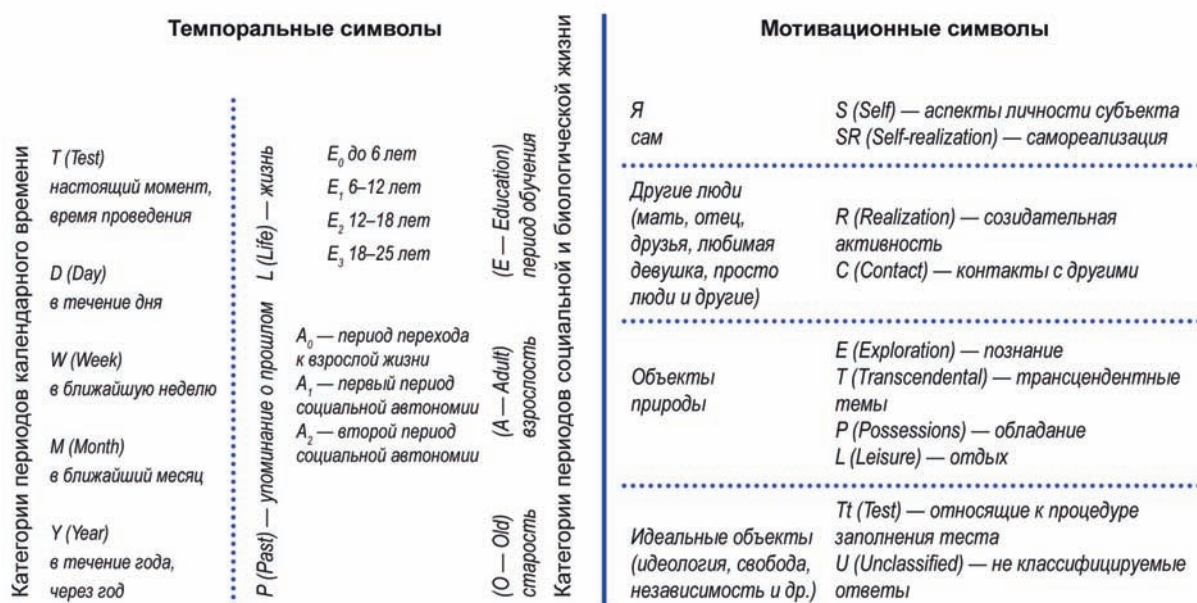 Темпоральные символы
Категории периодов календарного времени
T (Test)
настоящий момент,
время проведения
D (Day)
в течение дня
W (Week)
в ближайшую неделю
M (Month)
в ближайший месяц
Y (Year)
в течение года,
через год
P (Past) — упоминание о прошлом
L (Life) — жизнь
E0 до 6 лет
E1 6–12 лет
E2 12–18 лет
E3 18–25 лет
A0 — период перехода
к взрослой жизни
A1 — первый период
социальной автономии
A2 — второй период
социальной автономии
(E — Education)
период обучения
(A — Adult)
взрослость
(O — Old)
старость
Категории периодов социальной и биологической жизни
Мотивационные символы
Я
сам
S (Self) — аспекты личности субъекта
SR (Self-realization) — самореализация
Другие люди
(мать, отец,
друзья, любимая
девушка, просто
люди и другие)
R (Realization) — созидательная
активность
C (Contact) — контакты с другими
Объекты
природы
E (Exploration) — познание
T (Transcendental) — трансцендентные
темы
P (Possessions) — обладание
L (Leisure) — отдых
Идеальные объекты
(идеология, свобода,
независимость и др.)
Tt (Test) — относящие к процедуре
заполнения теста
U (Unclassified) — не классифицируемые
ответы